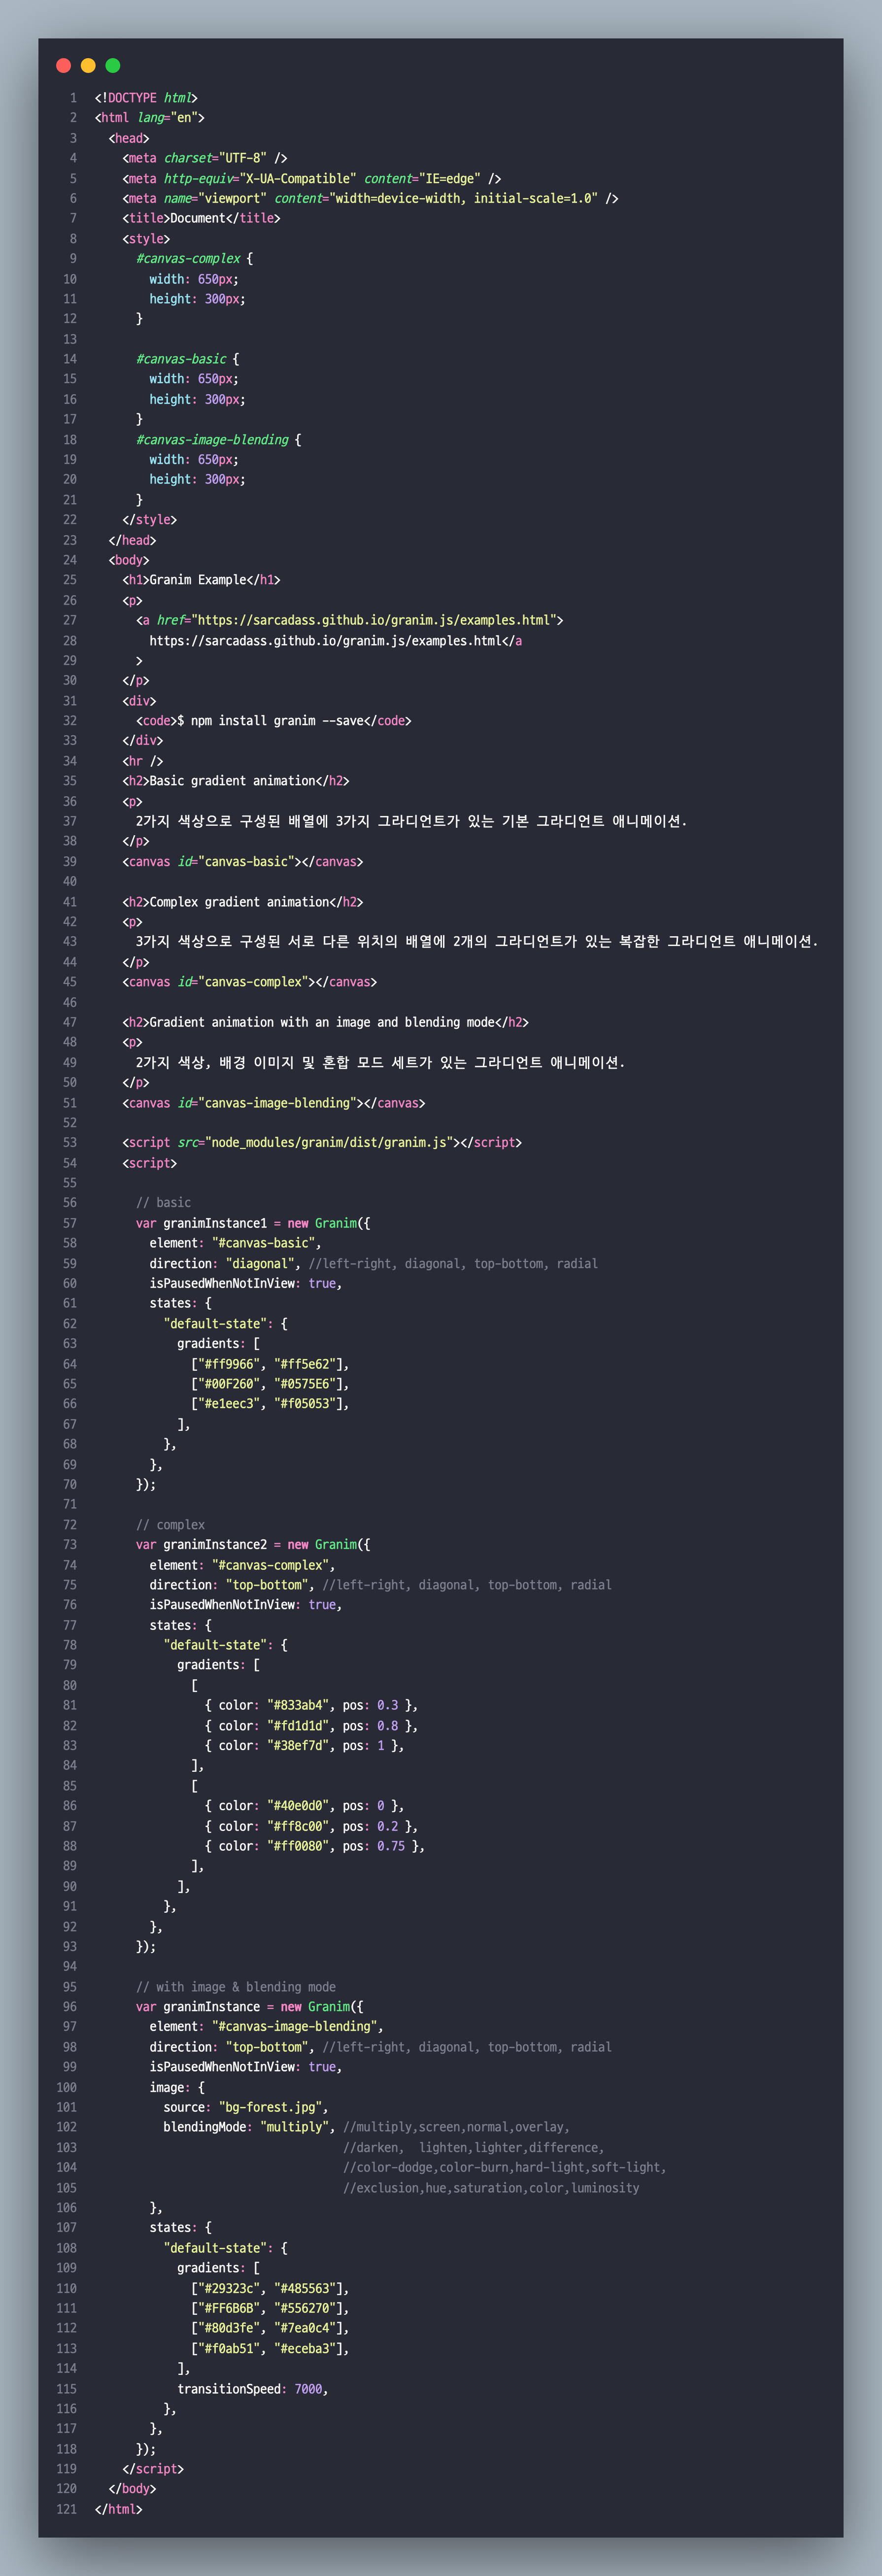 1 <!DOCTYPE html>
2 <html lang="en">
3   <head>
4     <meta charset="UTF-8" />
5     <meta http-equiv="X-UA-Compatible" content="IE=edge" />
6     <meta name="viewport" content="width=device-width, initial-scale=1.0" />
7     <title>Document</title>
8     <style>
9       #canvas-complex {
10         width: 650px;
11         height: 300px;
12       }
13
14       #canvas-basic {
15         width: 650px;
16         height: 300px;
17       }
18       #canvas-image-blending {
19         width: 650px;
20         height: 300px;
21       }
22     </style>
23   </head>
24   <body>
25     <h1>Granim Example</h1>
26     <p>
27       <a href="https://sarcadass.github.io/granim.js/examples.html">
28         https://sarcadass.github.io/granim.js/examples.html</a
29       >
30     </p>
31     <div>
32       <code>$ npm install granim --save</code>
33     </div>
34     <hr />
35     <h2>Basic gradient animation</h2>
36     <p>
37       2가지 색상으로 구성된 배열에 3가지 그라디언트가 있는 기본 그라디언트 애니메이션.
38     </p>
39     <canvas id="canvas-basic"></canvas>
40
41     <h2>Complex gradient animation</h2>
42     <p>
43       3가지 색상으로 구성된 서로 다른 위치의 배열에 2개의 그라디언트가 있는 복잡한 그라디언트 애니메이션.
44     </p>
45     <canvas id="canvas-complex"></canvas>
46
47     <h2>Gradient animation with an image and blending mode</h2>
48     <p>
49       2가지 색상, 배경 이미지 및 혼합 모드 세트가 있는 그라디언트 애니메이션.
50     </p>
51     <canvas id="canvas-image-blending"></canvas>
52
53     <script src="node_modules/granim/dist/granim.js"></script>
54     <script>
55
56       // basic
57       var granimInstance1 = new Granim({
58         element: "#canvas-basic",
59         direction: "diagonal", //left-right, diagonal, top-bottom, radial
60         isPausedWhenNotInView: true,
61         states: {
62           "default-state": {
63             gradients: [
64               ["#ff9966", "#ff5e62"],
65               ["#00F260", "#0575E6"],
66               ["#e1eec3", "#f05053"],
67             ],
68           },
69         },
70       });
71
72       // complex
73       var granimInstance2 = new Granim({
74         element: "#canvas-complex",
75         direction: "top-bottom", //left-right, diagonal, top-bottom, radial
76         isPausedWhenNotInView: true,
77         states: {
78           "default-state": {
79             gradients: [
80               [
81                 { color: "#833ab4", pos: 0.3 },
82                 { color: "#fd1d1d", pos: 0.8 },
83                 { color: "#38ef7d", pos: 1 },
84               ],
85               [
86                 { color: "#40e0d0", pos: 0 },
87                 { color: "#ff8c00", pos: 0.2 },
88                 { color: "#ff0080", pos: 0.75 },
89               ],
90             ],
91           },
92         },
93       });
94
95       // with image & blending mode
96       var granimInstance = new Granim({
97         element: "#canvas-image-blending",
98         direction: "top-bottom", //left-right, diagonal, top-bottom, radial
99         isPausedWhenNotInView: true,
100         image: {
101           source: "bg-forest.jpg",
102           blendingMode: "multiply", //multiply,screen,normal,overlay,
103                                     //darken,  lighten,lighter,difference,
104                                     //color-dodge,color-burn,hard-light,soft-light,
105                                     //exclusion,hue,saturation,color,luminosity
106         },
107         states: {
108           "default-state": {
109             gradients: [
110               ["#29323c", "#485563"],
111               ["#FF6B6B", "#556270"],
112               ["#80d3fe", "#7ea0c4"],
113               ["#f0ab51", "#eceba3"],
114             ],
115             transitionSpeed: 7000,
116           },
117         },
118       });
119     </script>
120   </body>
121 </html>